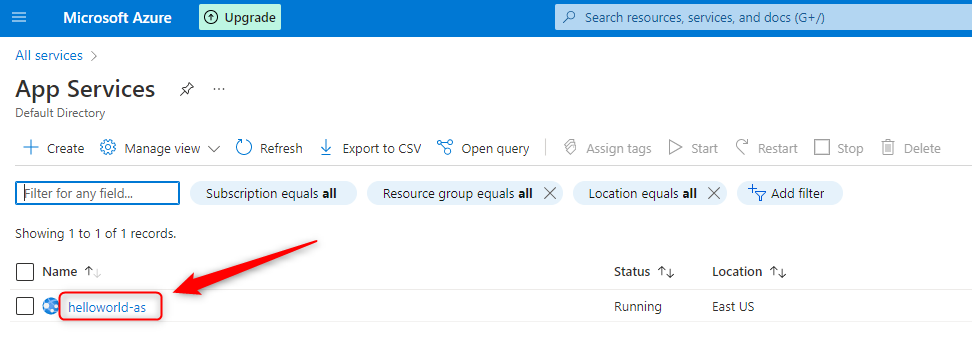 Microsoft Azure Upgrade Search resources, services, and docs (G+/)
All services
App Services
Default Directory
Create Manage view Refresh Export to CSV Open query Assign tags Start Restart Stop Delete
Filter for any field... Subscription equals all Resource group equals all Location equals all Add filter
Showing 1 to 1 of 1 records.
Name Status Location
helloworld-as Running East US